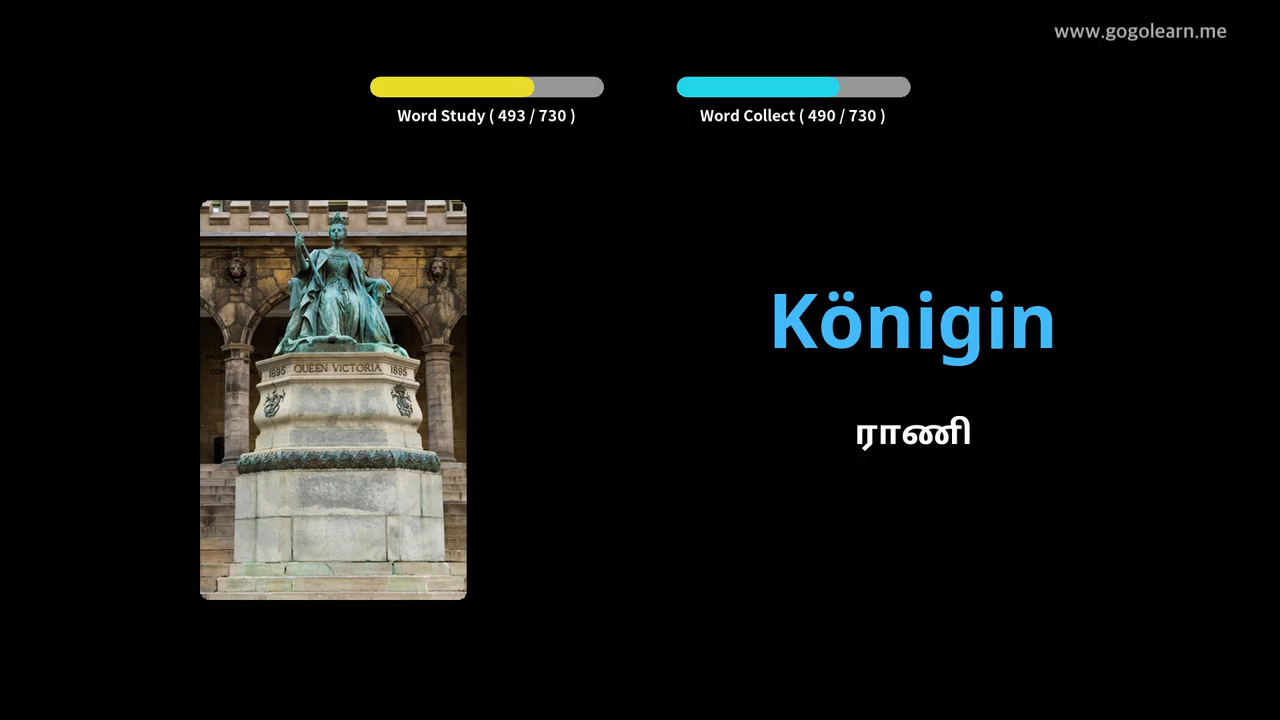 www.gogolearn.me
Word Study ( 493 / 730 )
Word Collect ( 490 / 730 )
1895 QUEEN VICTORIA 1895
Königin
ராணி